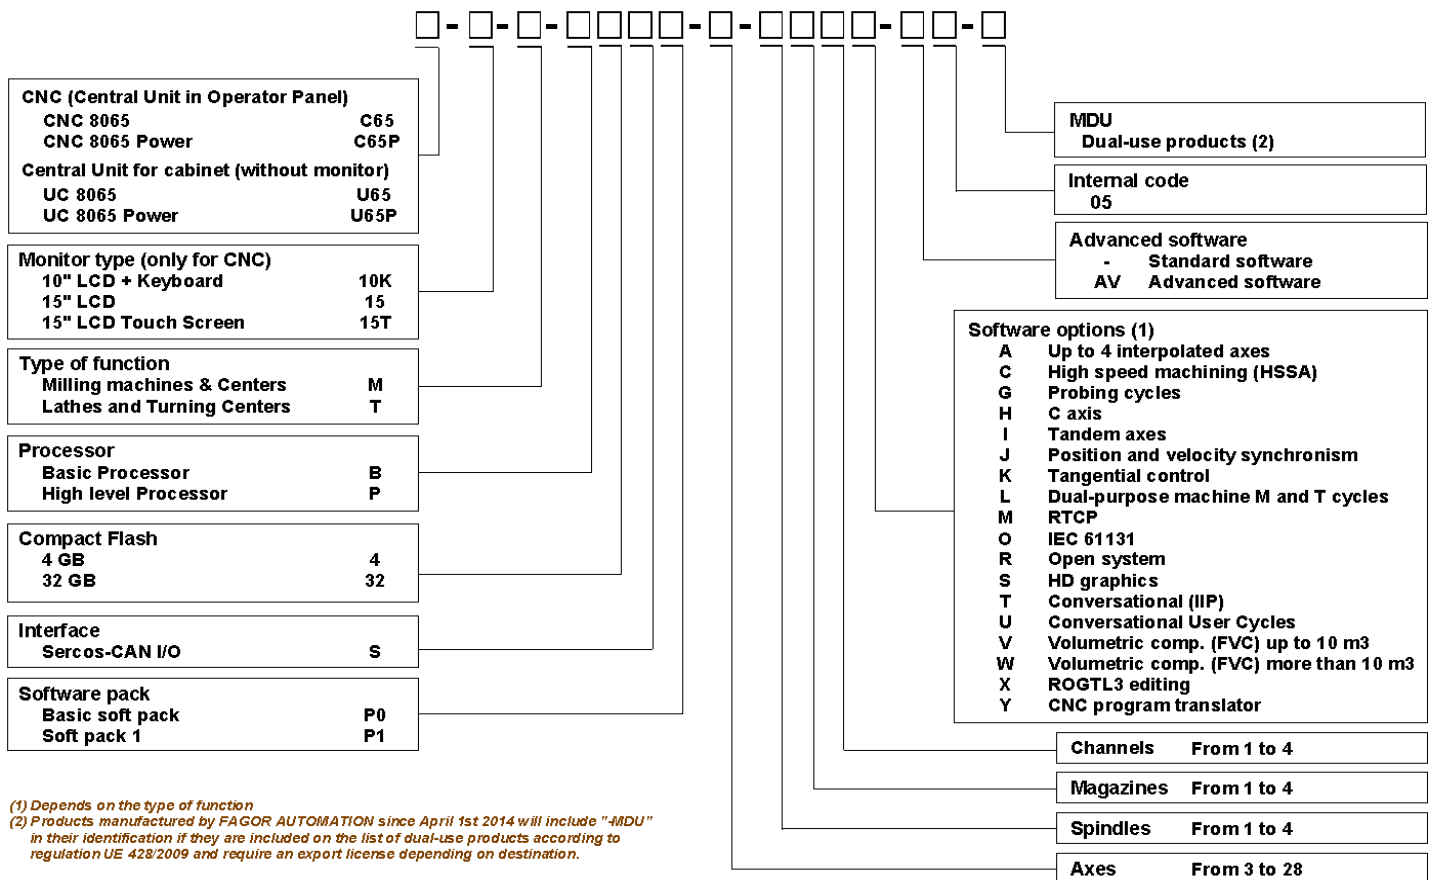 CNC (Central Unit in Operator Panel)
CNC 8065 C65
CNC 8065 Power C65P
Central Unit for cabinet (without monitor)
UC 8065 U65
UC 8065 Power U65P
Monitor type (only for CNC)
10" LCD + Keyboard 10K
15" LCD 15
15" LCD Touch Screen 15T
Type of function
Milling machines & Centers M
Lathes and Turning Centers T
Processor
Basic Processor B
High level Processor P
Compact Flash
4 GB 4
32 GB 32
Interface
Sercos-CAN I/O S
Software pack
Basic soft pack P0
Soft pack 1 P1
(1) Depends on the type of function
(2) Products manufactured by FAGOR AUTOMATION since April 1st 2014 will include "-MDU"
in their identification if they are included on the list of dual-use products according to
regulation UE 428/2009 and require an export license depending on destination.
MDU
Dual-use products (2)
Internal code
05
Advanced software
- Standard software
AV Advanced software
Software options (1)
A Up to 4 interpolated axes
C High speed machining (HSSA)
G Probing cycles
H C axis
I Tandem axes
J Position and velocity synchronism
K Tangential control
L Dual-purpose machine M and T cycles
M RTCP
O IEC 61131
R Open system
S HD graphics
T Conversational (IIP)
U Conversational User Cycles
V Volumetric comp. (FVC) up to 10 m3
W Volumetric comp. (FVC) more than 10 m3
X ROGTL3 editing
Y CNC program translator
Channels From 1 to 4
Magazines From 1 to 4
Spindles From 1 to 4
Axes From 3 to 28